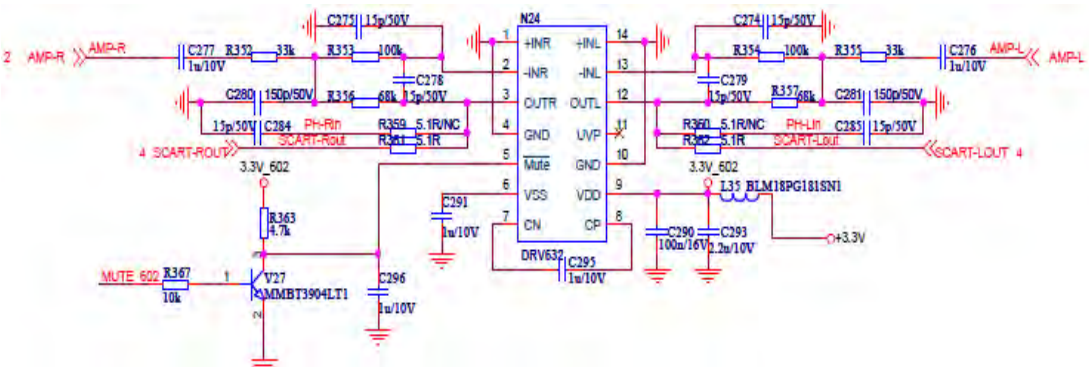 C275 15p/50V N24 C274 15p/50V
1 +INR +INL 14
2 AMP-R AMP-R C277 R352 33k R353 100k R354 100k R355 33k C276 AMP-L AMP-L
1u/10V 1u/10V
2 -INR -INL 13
C278 C279
C280 150p/50V R356 68k 15p/50V 3 OUTR OUTL 12 15p/50V R357 68k C281 150p/50V
15p/50V C284 PH-Rin R359 5.1R/NC 4 GND UVP 11 R360 5.1R/NC PH-Lin C285 15p/50V
4 SCART-ROUT SCART-Rout R361 5.1R R362 5.1R SCART-Lout SCART-LOUT 4
5 Mute GND 10
3.3V_602 3.3V_602
6 VSS VDD 9 L35 BLM18PG181SN1
R363 C291
4.7k 1u/10V 7 CN CP 8 C290 C293 +3.3V
100n/16V 2.2u/10V
DRV632 C295
1u/10V
3
MUTE_602 R367 1 V27 C296
10k MMBT3904LT1 1u/10V
2